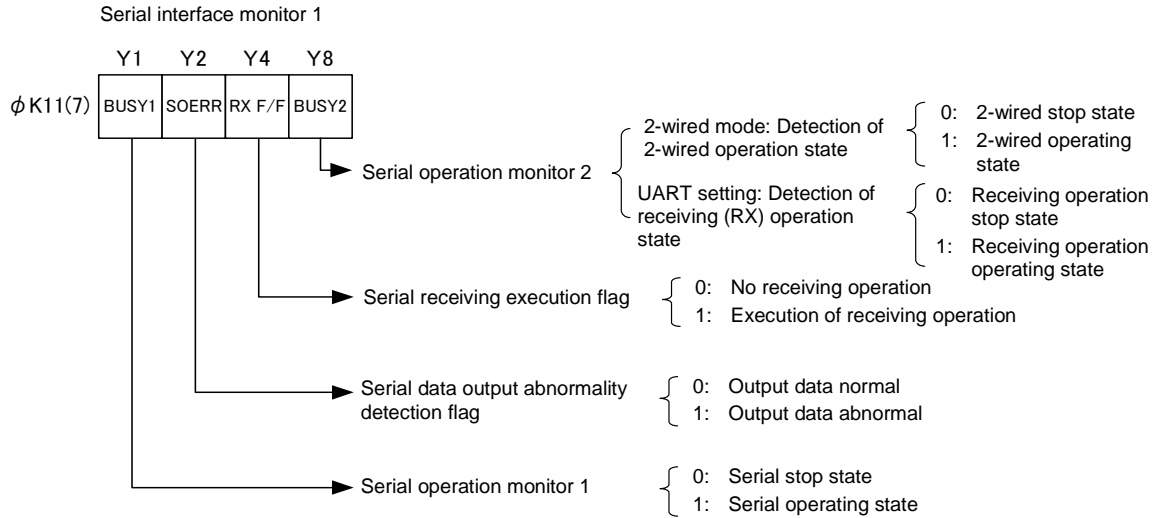 Serial interface monitor 1
Y1 Y2 Y4 Y8
ϕK11(7) BUSY1 SOERR RX F/F BUSY2
Serial operation monitor 2
2-wired mode: Detection of
2-wired operation state
0: 2-wired stop state
1: 2-wired operating
state
UART setting: Detection of
receiving (RX) operation
state
0: Receiving operation
stop state
1: Receiving operation
operating state
Serial receiving execution flag
0: No receiving operation
1: Execution of receiving operation
Serial data output abnormality
detection flag
0: Output data normal
1: Output data abnormal
Serial operation monitor 1
0: Serial stop state
1: Serial operating state